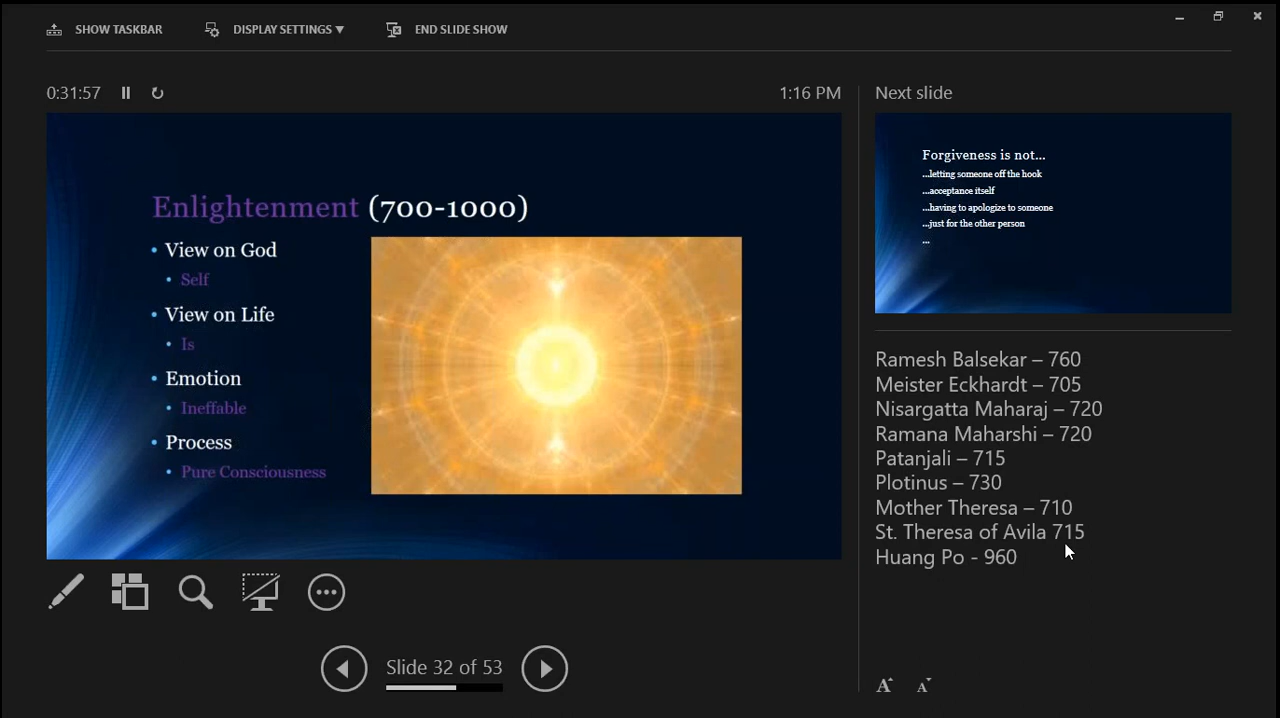 SHOW TASKBAR
DISPLAY SETTINGS ▼
END SLIDE SHOW
0:31:57
1:16 PM
Enlightenment (700-1000)
• View on God
• Self
• View on Life
• Is
• Emotion
• Ineffable
• Process
• Pure Consciousness
Slide 32 of 53
Next slide
Forgiveness is not...
...letting someone off the hook
...acceptance itself
...having to apologize to someone
...just for the other person
...
Ramesh Balsekar – 760
Meister Eckhardt – 705
Nisargatta Maharaj – 720
Ramana Maharshi – 720
Patanjali – 715
Plotinus – 730
Mother Theresa – 710
St. Theresa of Avila 715
Huang Po - 960
A A